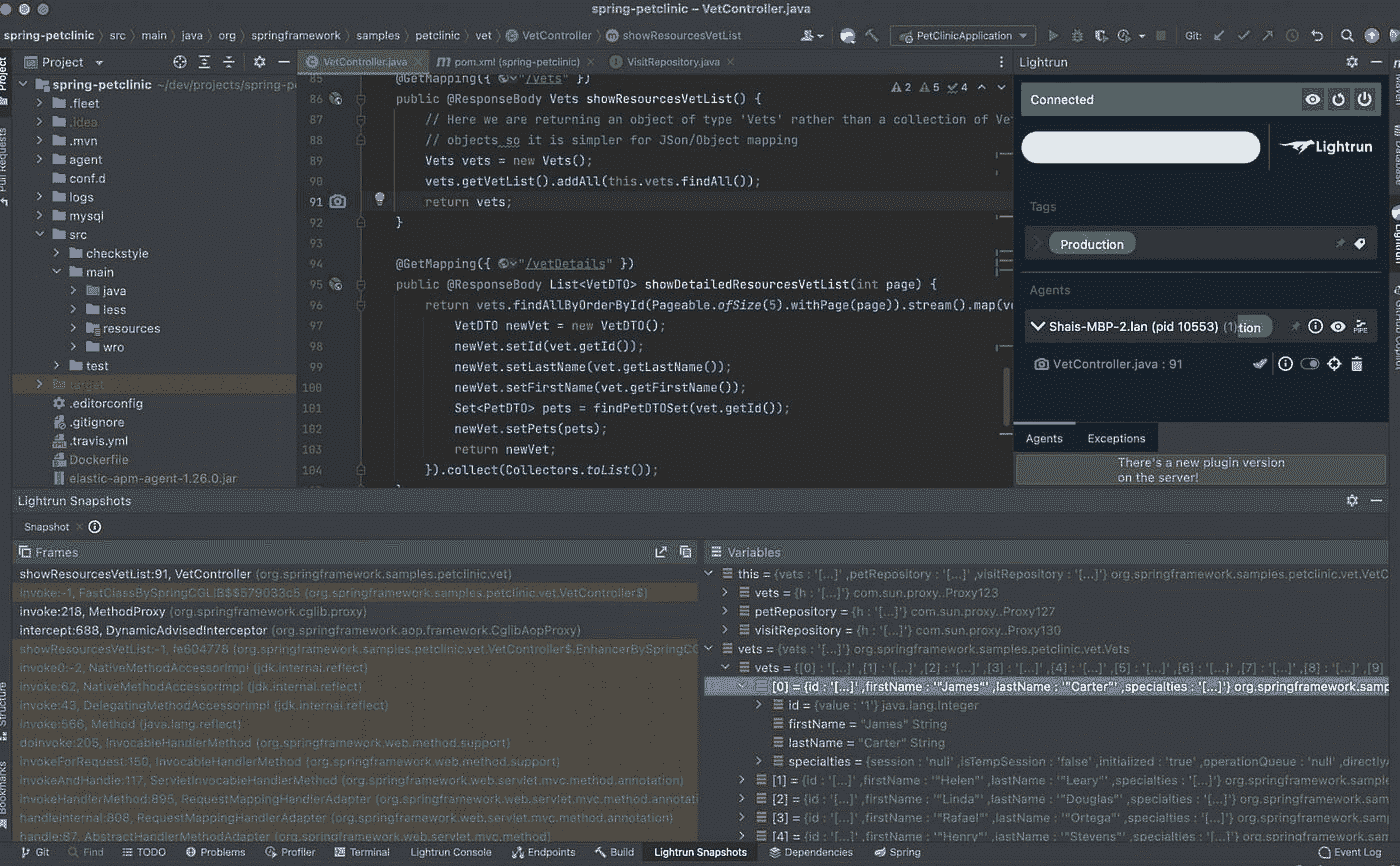 spring-petclinic – VetController.java
spring-petclinic src main java org springframework samples petclinic vet VetController showResourcesVetList PetClinicApplication Git:
Project
VetController.java
pom.xml (spring-petclinic)
VisitRepository.java
Lightrun
spring-petclinic ~/dev/projects/spring-p
.fleet
.idea
.mvn
agent
conf.d
logs
mysql
src
checkstyle
main
java
less
resources
wro
test
target
.editorconfig
.gitignore
.travis.yml
Dockerfile
elastic-apm-agent-1.26.0.jar
2 5 4
85 @GetMapping({ "/vets" })
86 public @ResponseBody Vets showResourcesVetList() {
87 // Here we are returning an object of type 'Vets' rather than a collection of Ve
88 // objects so it is simpler for JSon/Object mapping
89 Vets vets = new Vets();
90 vets.getVetList().addAll(this.vets.findAll());
91 return vets;
92 }
93
94 @GetMapping({ "/vetDetails" })
95 public @ResponseBody List<VetDTO> showDetailedResourcesVetList(int page) {
96 return vets.findAllByOrderById(Pageable.ofSize(5).withPage(page)).stream().map(v
97 VetDTO newVet = new VetDTO();
98 newVet.setId(vet.getId());
99 newVet.setLastName(vet.getLastName());
100 newVet.setFirstName(vet.getFirstName());
101 Set<PetDTO> pets = findPetDTOSet(vet.getId());
102 newVet.setPets(pets);
103 return newVet;
104 }).collect(Collectors.toList());
Connected
Lightrun
Tags
Production
Agents
Shais-MBP-2.lan (pid 10553) (1) tion
PIPE
VetController.java : 91
Agents Exceptions
There's a new plugin version
on the server!
Lightrun Snapshots
Snapshot
Frames
showResourcesVetList:91, VetController (org.springframework.samples.petclinic.vet)
invoke:-1, FastClassBySpringCGLIB$$579033c5 (org.springframework.samples.petclinic.vet.VetController$)
invoke:218, MethodProxy (org.springframework.cglib.proxy)
intercept:688, DynamicAdvisedInterceptor (org.springframework.aop.framework.CglibAopProxy)
showResourcesVetList:-1, fe604778 (org.springframework.samples.petclinic.vet.VetController$.EnhancerBySpringCG
invoke0:-2, NativeMethodAccessorImpl (jdk.internal.reflect)
invoke:62, NativeMethodAccessorImpl (jdk.internal.reflect)
invoke:43, DelegatingMethodAccessorImpl (jdk.internal.reflect)
invoke:566, Method (java.lang.reflect)
doInvoke:205, InvocableHandlerMethod (org.springframework.web.method.support)
invokeForRequest:150, InvocableHandlerMethod (org.springframework.web.method.support)
invokeAndHandle:117, ServletInvocableHandlerMethod (org.springframework.web.servlet.mvc.method.annotation)
invokeHandlerMethod:895, RequestMappingHandlerAdapter (org.springframework.web.servlet.mvc.method.annotati
handleInternal:808, RequestMappingHandlerAdapter (org.springframework.web.servlet.mvc.method.annotation)
handle:87, AbstractHandlerMethodAdapter (org.springframework.web.servlet.mvc.method)
Variables
this = {vets : '[...]' ,petRepository : '[...]' ,visitRepository : '[...]'} org.springframework.samples.petclinic.vet.VetC
vets = {h : '[...]'} com.sun.proxy..Proxy123
petRepository = {h : '[...]'} com.sun.proxy..Proxy127
visitRepository = {h : '[...]'} com.sun.proxy..Proxy130
vets = {vets : '[...]'} org.springframework.samples.petclinic.vet.Vets
vets = {[0] : '[...]' ,[1] : '[...]' ,[2] : '[...]' ,[3] : '[...]' ,[4] : '[...]' ,[5] : '[...]' ,[6] : '[...]' ,[7] : '[...]' ,[8] : '[...]' ,[9]
[0] = {id : '[...]' ,firstName : '"James"' ,lastName : '"Carter"' ,specialties : '[...]'} org.springframework.samp
id = {value : '1'} java.lang.Integer
firstName = "James" String
lastName = "Carter" String
specialties = {session : 'null' ,isTempSession : 'false' ,initialized : 'true' ,operationQueue : 'null' ,directly
[1] = {id : '[...]' ,firstName : '"Helen"' ,lastName : '"Leary"' ,specialties : '[...]'} org.springframework.sampl
[2] = {id : '[...]' ,firstName : '"Linda"' ,lastName : '"Douglas"' ,specialties : '[...]'} org.springframework.sam
[3] = {id : '[...]' ,firstName : '"Rafael"' ,lastName : '"Ortega"' ,specialties : '[...]'} org.springframework.sam
[4] = {id : '[...]' ,firstName : '"Henry"' ,lastName : '"Stevens"' ,specialties : '[...]'} org.springframework.sam
Git Find TODO Problems Profiler Terminal Lightrun Console Endpoints Build Lightrun Snapshots Dependencies Spring Event Log
Project
Pull Requests
Structure
Bookmarks
Database